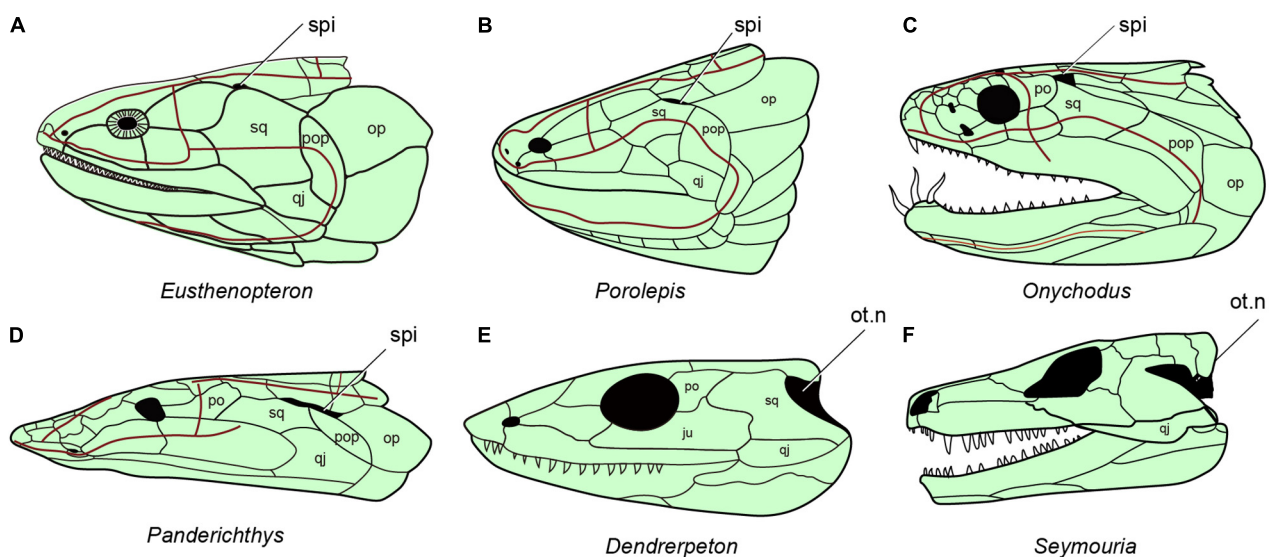 A
spi
sq
pop
op
qj
Eusthenopteron
B
spi
sq
pop
op
qj
Porolepis
C
spi
po
sq
pop
op
Onychodus
D
spi
po
sq
pop
op
qj
Panderichthys
E
ot.n
po
sq
ju
qj
Dendrerpeton
F
ot.n
qj
Seymouria